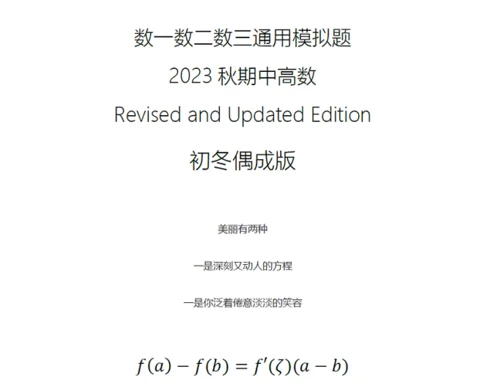 数一数二数三通用模拟题
2023 秋期中高数
Revised and Updated Edition
初冬偶成版
美丽有两种
一是深刻又动人的方程
一是你泛着倦意淡淡的笑容
f(a) − f(b) = f′(ζ)(a − b)